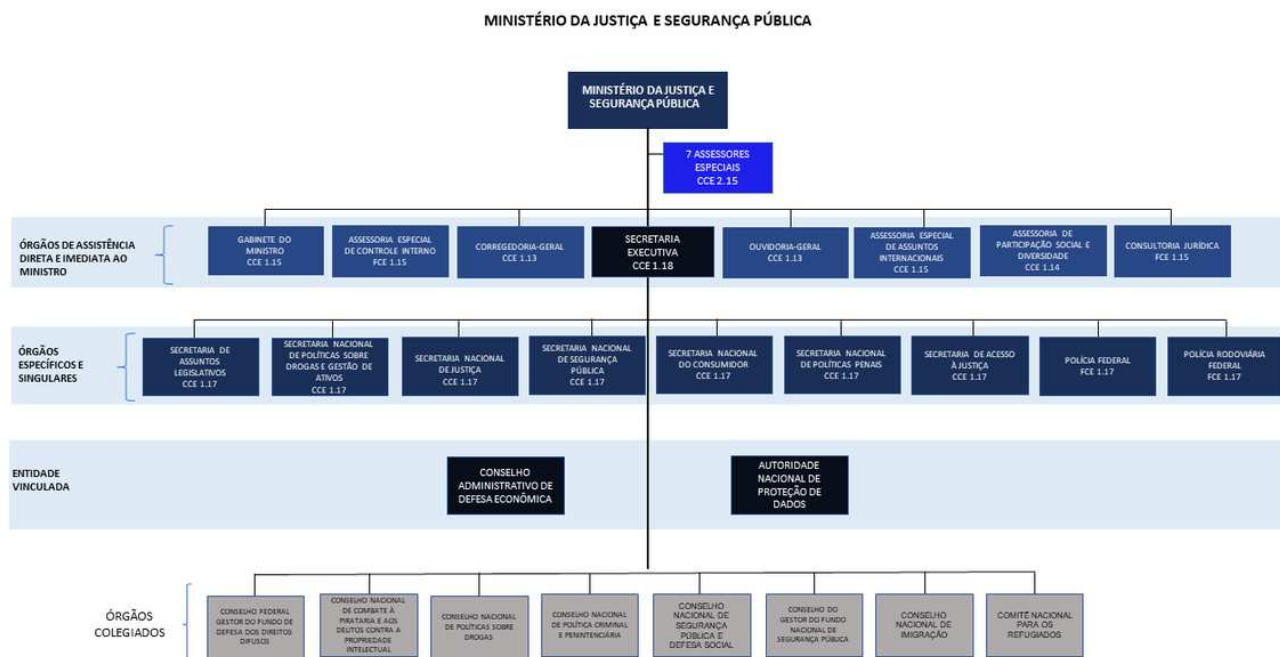 MINISTÉRIO DA JUSTIÇA E SEGURANÇA PÚBLICA
MINISTÉRIO DA JUSTIÇA E
SEGURANÇA PÚBLICA
7 ASSESSORES
ESPECIAIS
CCE 2.15
ÓRGÃOS DE ASSISTÊNCIA
DIRETA E IMEDIATA AO
MINISTRO
GABINETE DO
MINISTRO
CCE 1.15
ASSESSORIA ESPECIAL
DE CONTROLE INTERNO
FCE 1.15
CORREGEDORIA-GERAL
CCE 1.13
SECRETARIA
EXECUTIVA
CCE 1.18
OUVIDORIA-GERAL
CCE 1.13
ASSESSORIA ESPECIAL
DE ASSUNTOS
INTERNACIONAIS
CCE 1.15
ASSESSORIA DE
PARTICIPAÇÃO SOCIAL E
DIVERSIDADE
CCE 1.14
CONSULTORIA JURÍDICA
FCE 1.15
ÓRGÃOS
ESPECÍFICOS E
SINGULARES
SECRETARIA DE
ASSUNTOS
LEGISLATIVOS
CCE 1.17
SECRETARIA NACIONAL
DE POLÍTICAS SOBRE
DROGAS E GESTÃO DE
ATIVOS
CCE 1.17
SECRETARIA NACIONAL
DE JUSTIÇA
CCE 1.17
SECRETARIA NACIONAL
DE SEGURANÇA
PÚBLICA
CCE 1.17
SECRETARIA NACIONAL
DO CONSUMIDOR
CCE 1.17
SECRETARIA NACIONAL
DE POLÍTICAS PENAIS
CCE 1.17
SECRETARIA DE ACESSO
À JUSTIÇA
CCE 1.17
POLÍCIA FEDERAL
FCE 1.17
POLÍCIA RODOVIÁRIA
FEDERAL
FCE 1.17
ENTIDADE
VINCULADA
CONSELHO
ADMINISTRATIVO DE
DEFESA ECONÔMICA
AUTORIDADE
NACIONAL DE
PROTEÇÃO DE
DADOS
ÓRGÃOS
COLEGIADOS
CONSELHO FEDERAL
GESTOR DO FUNDO DE
DEFESA DOS DIREITOS
DIFUSOS
CONSELHO NACIONAL
DE COMBATE À
PIRATARIA E AOS
DELITOS CONTRA A
PROPRIEDADE
INTELECTUAL
CONSELHO NACIONAL
DE POLÍTICAS SOBRE
DROGAS
CONSELHO NACIONAL
DE POLÍTICA CRIMINAL
E PENINTENCIÁRIA
CONSELHO
NACIONAL DE
SEGURANÇA
PÚBLICA E
DEFESA SOCIAL
CONSELHO DO
GESTOR DO FUNDO
NACIONAL DE
SEGURANÇA PÚBLICA
CONSELHO
NACIONAL DE
IMIGRAÇÃO
COMITÊ NACIONAL
PARA OS
REFUGIADOS